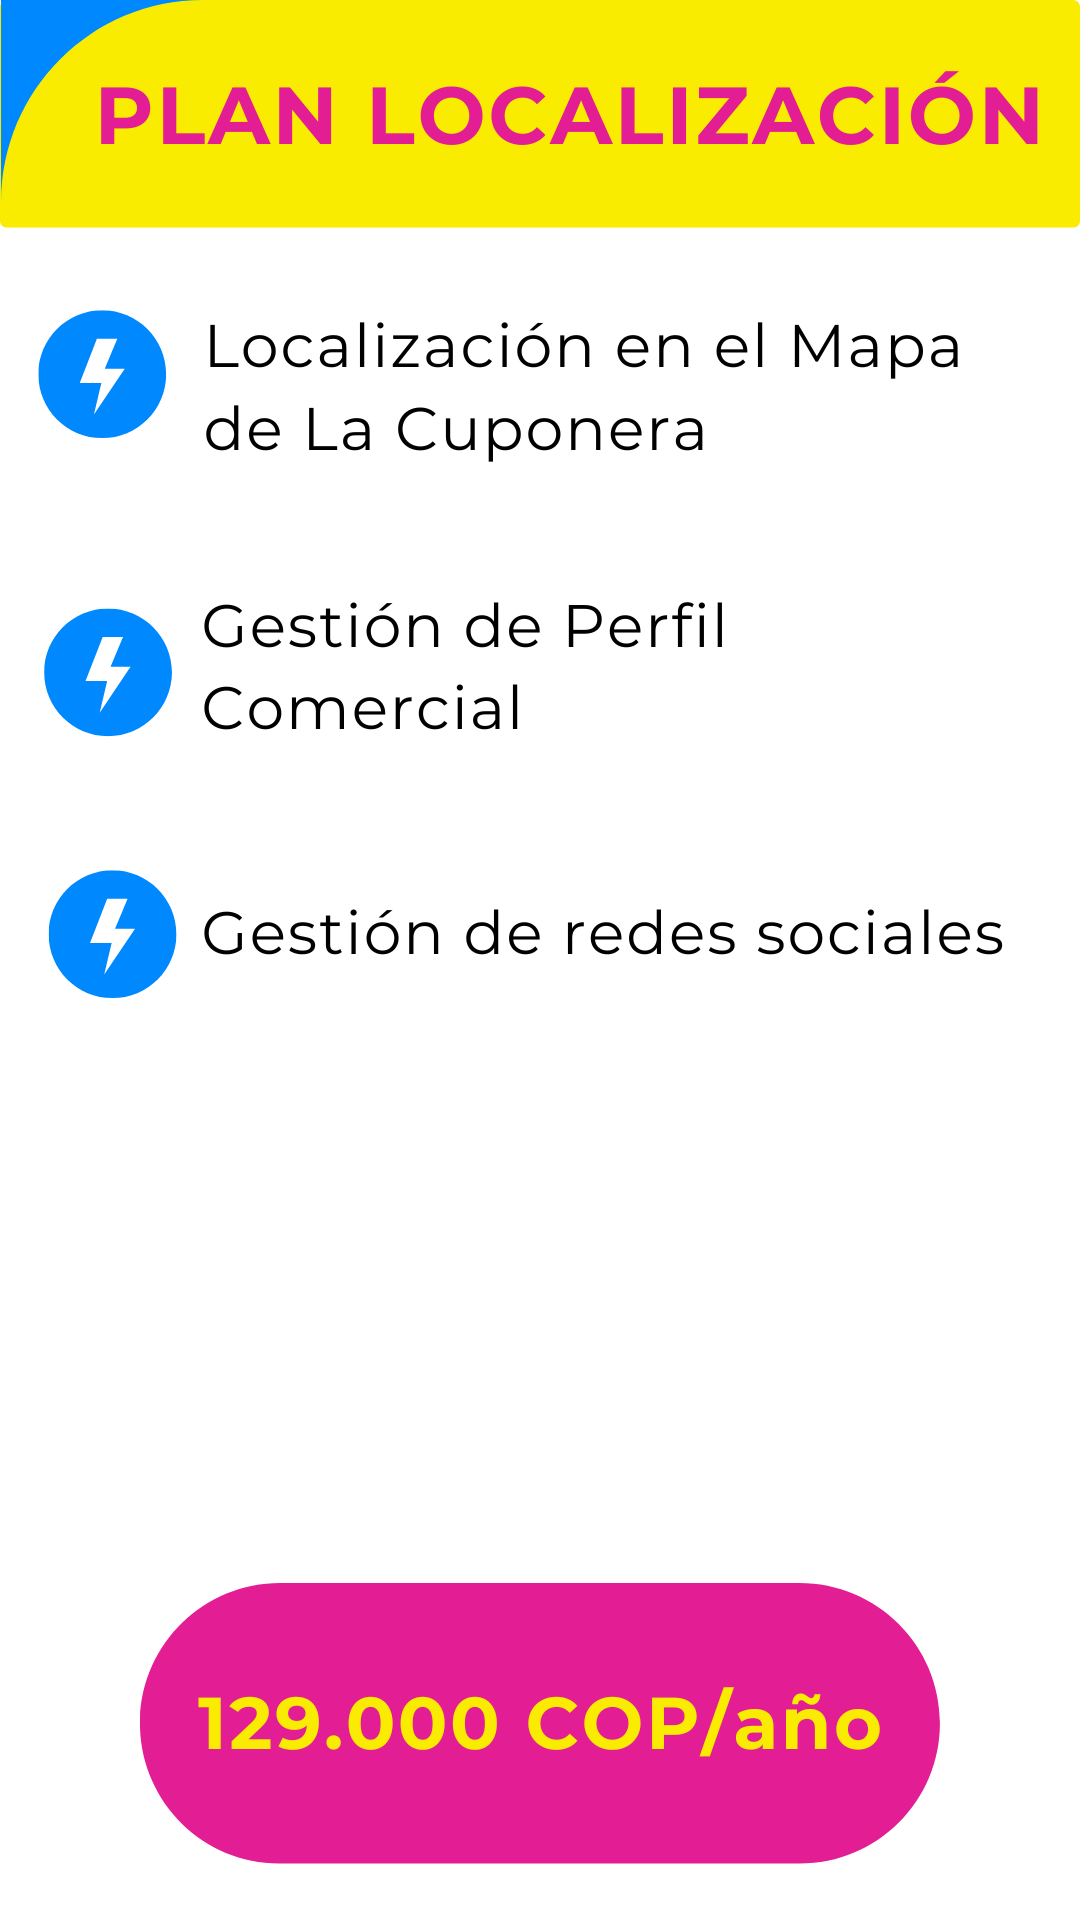 PLAN LOCALIZACIÓN
Localización en el Mapa
de La Cuponera
Gestión de Perfil
Comercial
Gestión de redes sociales
129.000 COP/año